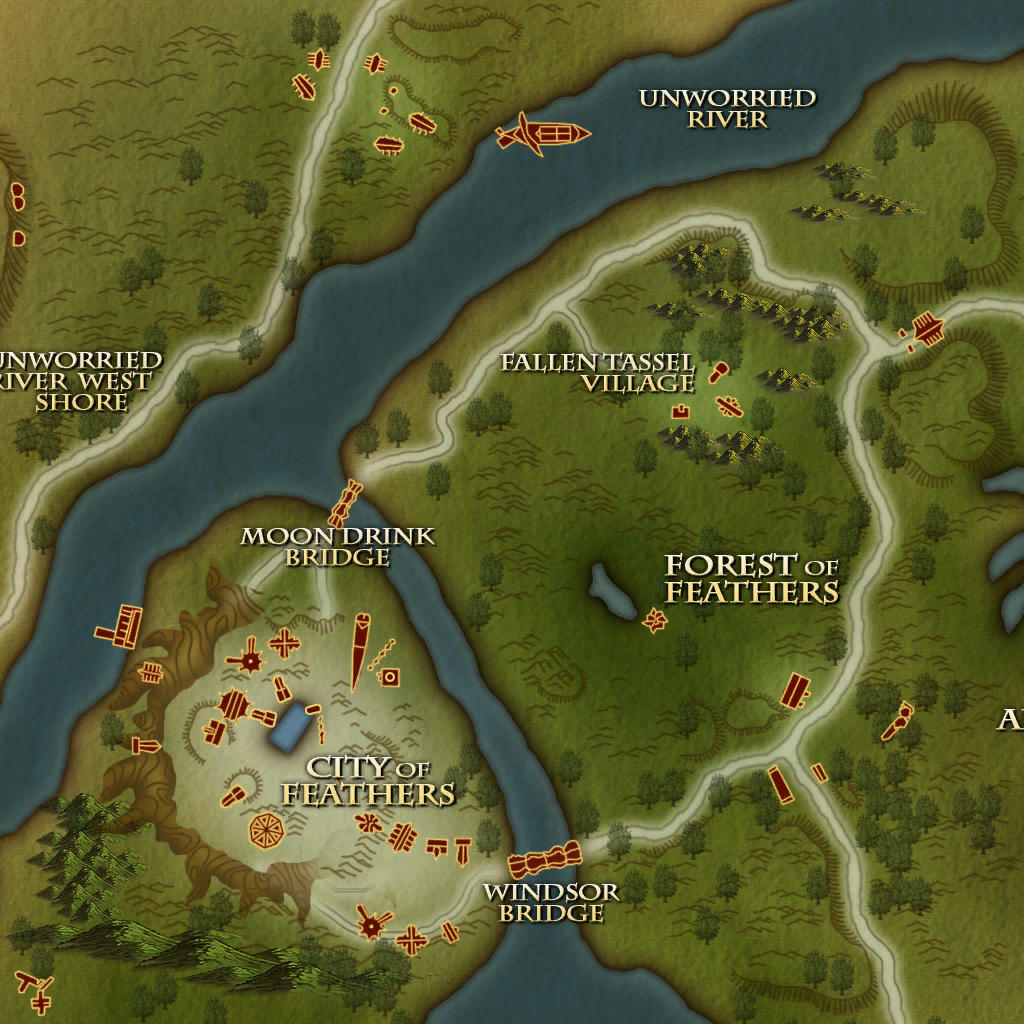 UNWORRIED
RIVER
UNWORRIED
RIVER WEST
SHORE
FALLEN TASSEL
VILLAGE
MOON DRINK
BRIDGE
FOREST OF
FEATHERS
CITY OF
FEATHERS
WINDSOR
BRIDGE